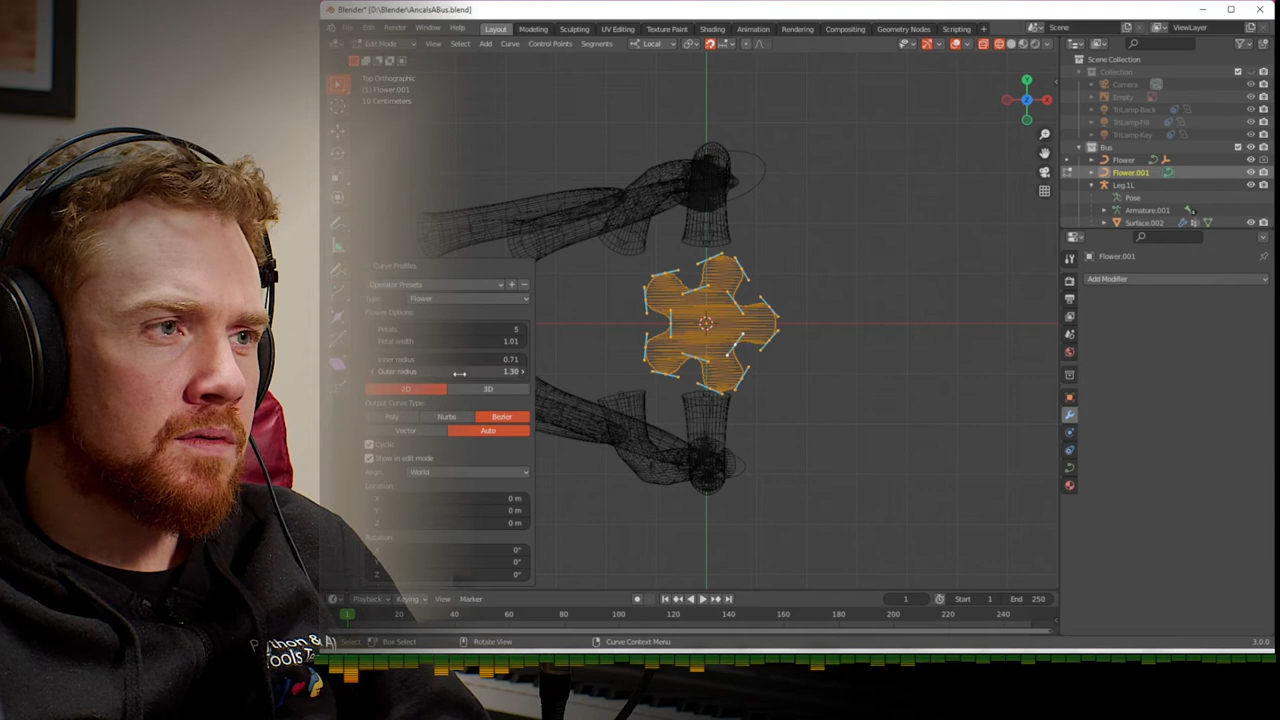 Blender* [D:\Blender\AncalsABus.blend]
File Edit Render Window Help Layout Modeling Sculpting UV Editing Texture Paint Shading Animation Rendering Compositing Geometry Nodes Scripting + Scene ViewLayer
Edit Mode View Select Add Curve Control Points Segments Local
Top Orthographic
(1) Flower.001
10 Centimeters
Y
X
Z
Scene Collection
Collection
Camera
Empty
TriLamp-Back
TriLamp-Fill
TriLamp-Key
Bus
Flower
Flower.001
Leg.1L
Pose
Armature.001
Surface.002
Flower.001
Add Modifier
Curve Profiles
Operator Presets
Type: Flower
Flower Options:
Petals 5
Petal width 1.01
Inner radius 0.71
Outer radius 1.30
2D 3D
Output Curve Type:
Poly Nurbs Bezier
Vector Auto
Cyclic
Show in edit mode
Align World
Location:
X 0 m
Y 0 m
Z 0 m
Rotation:
X 0°
Y 0°
Z 0°
Playback Keying View Marker 1 Start 1 End 250
1 20 40 60 80 100 120 140 160 180 200 220 240
Select Box Select Rotate View Curve Context Menu